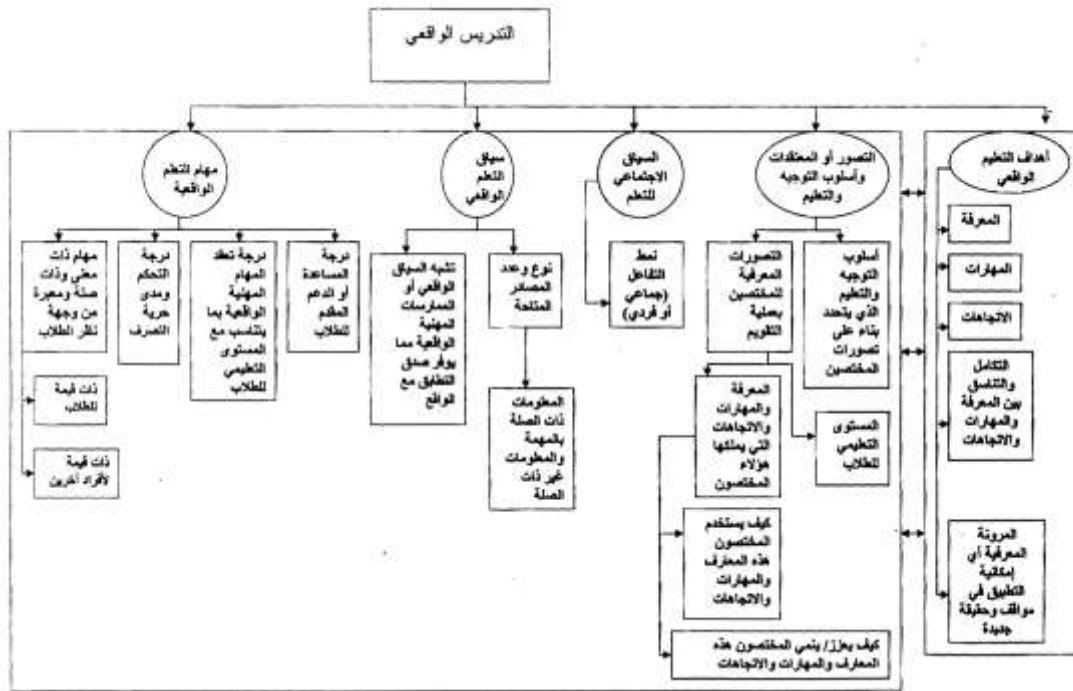 التدريس الواقعي
أهداف التعليم
الواقعي
المعرفة
المهارات
الاتجاهات
التكامل
والتناسق
بين المعرفة
والمهارات
والاتجاهات
المرونة
المعرفية أي
إمكانية
التطبيق في
مواقف وحقيقة
جديدة
التصور أو المعتقدات
وأسلوب التوجيه
والتعليم
أسلوب
التوجيه
والتعليم
الذي يتحدد
بناء على
تصورات
المختصين
التصورات
المعرفية
للمختصين
بعملية
التقويم
المستوى
التعليمي
للطلاب
المعرفة
والمهارات
والاتجاهات
التي يملكها
هؤلاء
المختصون
كيف يستخدم
المختصون
هذه المعارف
والمهارات
والاتجاهات
كيف يعزز/ ينمي المختصون هذه
المعارف والمهارات والاتجاهات
السياق
الاجتماعي
للتعلم
نمط
التفاعل
(جماعي
أو فردي)
سياق
التعلم
الواقعي
نوع وعدد
المصادر
المتاحة
المعلومات
ذات الصلة
بالمهمة
والمعلومات
غير ذات
الصلة
تشبه السياق
الواقعي أو
الممارسات
المهنية
الواقعية مما
يوفر صدق
التطابق مع
الواقع
مهام التعلم
الواقعية
درجة
المساعدة
أو الدعم
المقدم
للطلاب
درجة تعقد
المهام
المهنية
الواقعية بما
يتناسب مع
المستوى
التعليمي
للطلاب
درجة
التحكم
ومدى
حرية
التصرف
مهام ذات
معنى وذات
صلة ومعبرة
من وجهة
نظر الطلاب
ذات قيمة
للطلاب
ذات قيمة
لأفراد آخرين